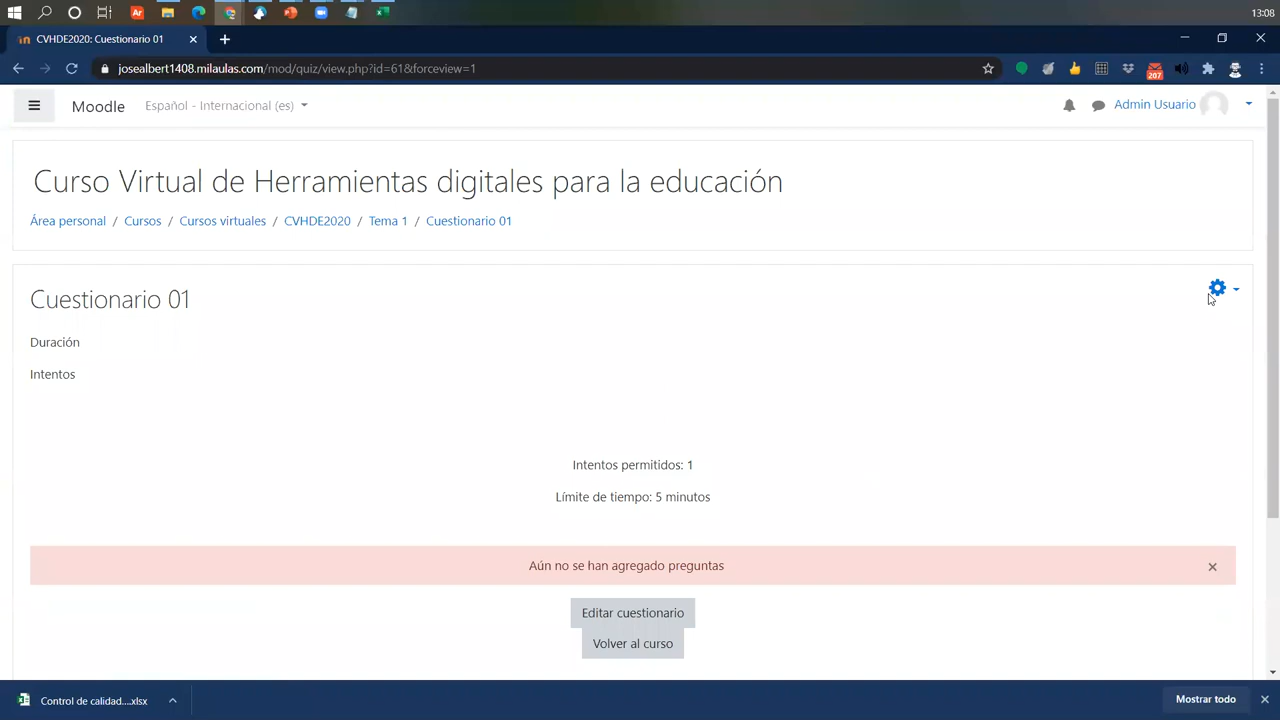 13:08
CVHDE2020: Cuestionario 01
josealbert1408.milaulas.com/mod/quiz/view.php?id=61&forceview=1
207
Moodle Español - Internacional (es)
Admin Usuario
Curso Virtual de Herramientas digitales para la educación
Área personal / Cursos / Cursos virtuales / CVHDE2020 / Tema 1 / Cuestionario 01
Cuestionario 01
Duración
Intentos
Intentos permitidos: 1
Límite de tiempo: 5 minutos
Aún no se han agregado preguntas
Editar cuestionario
Volver al curso
Control de calidad....xlsx
Mostrar todo